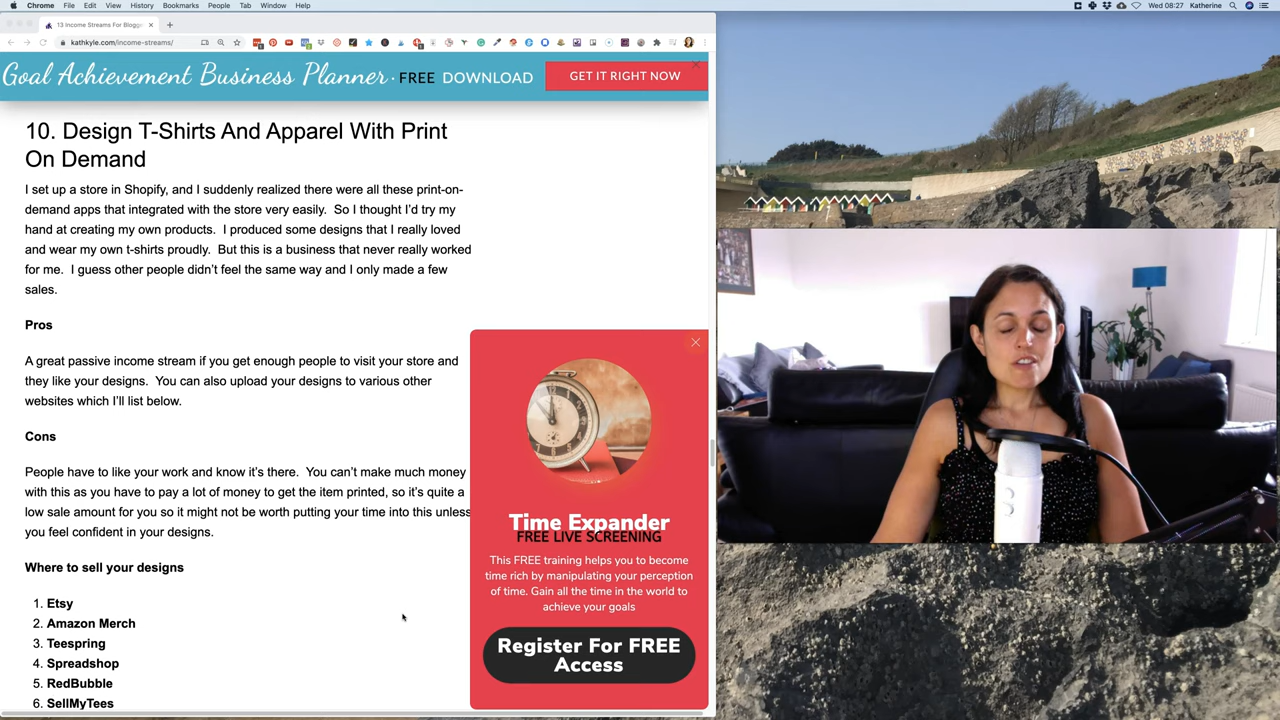 Chrome File Edit View History Bookmarks People Tab Window Help
Wed 08:27 Katherine
13 Income Streams For Blogge
kathkyle.com/income-streams/
Goal Achievement Business Planner · FREE DOWNLOAD
GET IT RIGHT NOW
10. Design T-Shirts And Apparel With Print
On Demand
I set up a store in Shopify, and I suddenly realized there were all these print-on-
demand apps that integrated with the store very easily. So I thought I'd try my
hand at creating my own products. I produced some designs that I really loved
and wear my own t-shirts proudly. But this is a business that never really worked
for me. I guess other people didn't feel the same way and I only made a few
sales.
Pros
A great passive income stream if you get enough people to visit your store and
they like your designs. You can also upload your designs to various other
websites which I'll list below.
Cons
People have to like your work and know it's there. You can't make much money
with this as you have to pay a lot of money to get the item printed, so it's quite a
low sale amount for you so it might not be worth putting your time into this unless
you feel confident in your designs.
Where to sell your designs
1. Etsy
2. Amazon Merch
3. Teespring
4. Spreadshop
5. RedBubble
6. SellMyTees
Time Expander
FREE LIVE SCREENING
This FREE training helps you to become
time rich by manipulating your perception
of time. Gain all the time in the world to
achieve your goals
Register For FREE
Access